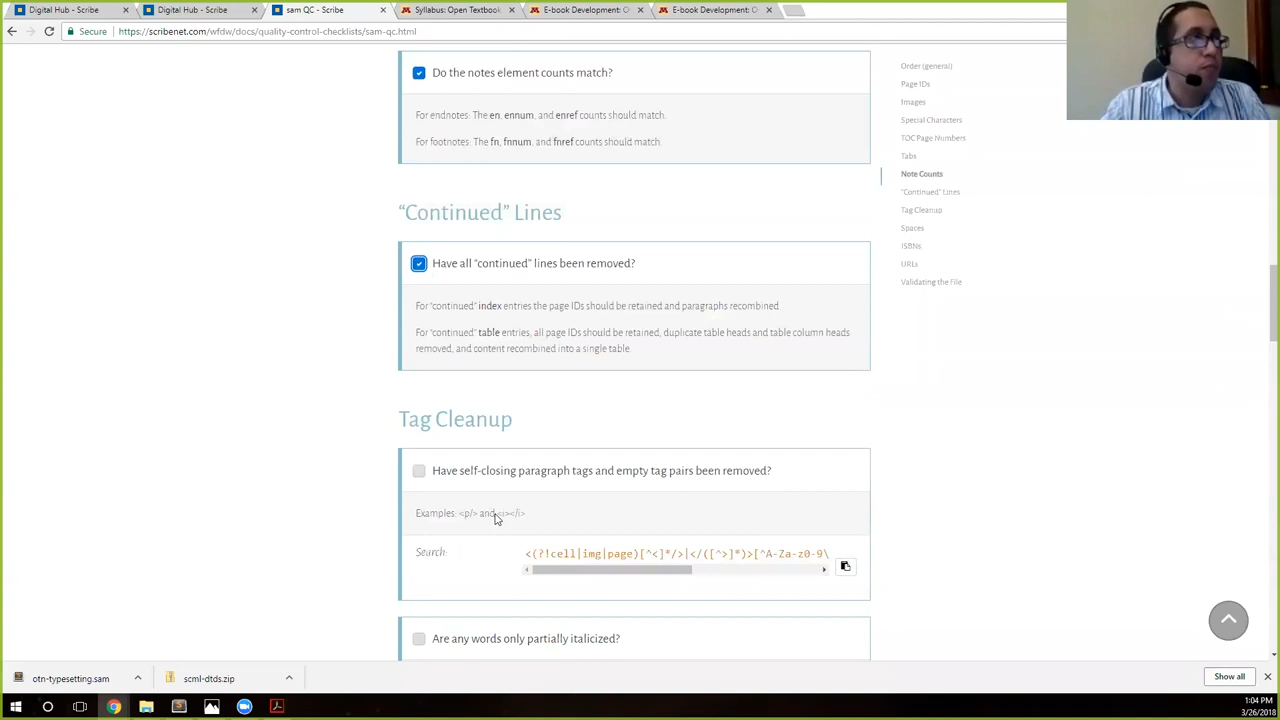 Digital Hub - Scribe
Digital Hub - Scribe
sam QC - Scribe
Syllabus: Open Textbook
E-book Development: O
E-book Development: O
Secure
https://scribenet.com/wfdw/docs/quality-control-checklists/sam-qc.html
Do the notes element counts match?
For endnotes: The en, ennum, and enref counts should match.
For footnotes: The fn, fnnum, and fnref counts should match.
“Continued” Lines
Have all “continued” lines been removed?
For “continued” index entries the page IDs should be retained and paragraphs recombined.
For “continued” table entries, all page IDs should be retained, duplicate table heads and table column heads
removed, and content recombined into a single table.
Tag Cleanup
Have self-closing paragraph tags and empty tag pairs been removed?
Examples: <p/> and <i></i>
Search:
<(?!cell|img|page)[^<]*/>|</([^>]*)>[^A-Za-z0-9\
Are any words only partially italicized?
Order (general)
Page IDs
Images
Special Characters
TOC Page Numbers
Tabs
Note Counts
“Continued” Lines
Tag Cleanup
Spaces
ISBNs
URLs
Validating the File
otn-typesetting.sam
scml-dtds.zip
Show all
1:04 PM
3/26/2018